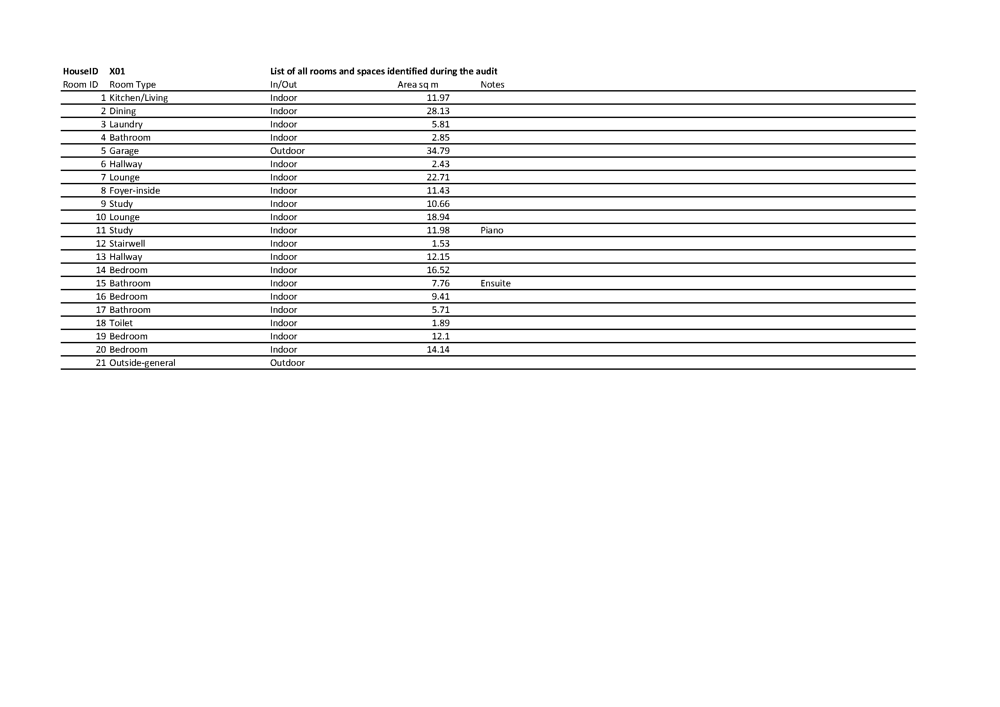 HouseID X01 List of all rooms and spaces identified during the audit
Room ID Room Type In/Out Area sq m Notes
1 Kitchen/Living Indoor 11.97
2 Dining Indoor 28.13
3 Laundry Indoor 5.81
4 Bathroom Indoor 2.85
5 Garage Outdoor 34.79
6 Hallway Indoor 2.43
7 Lounge Indoor 22.71
8 Foyer-inside Indoor 11.43
9 Study Indoor 10.66
10 Lounge Indoor 18.94
11 Study Indoor 11.98 Piano
12 Stairwell Indoor 1.53
13 Hallway Indoor 12.15
14 Bedroom Indoor 16.52
15 Bathroom Indoor 7.76 Ensuite
16 Bedroom Indoor 9.41
17 Bathroom Indoor 5.71
18 Toilet Indoor 1.89
19 Bedroom Indoor 12.1
20 Bedroom Indoor 14.14
21 Outside-general Outdoor